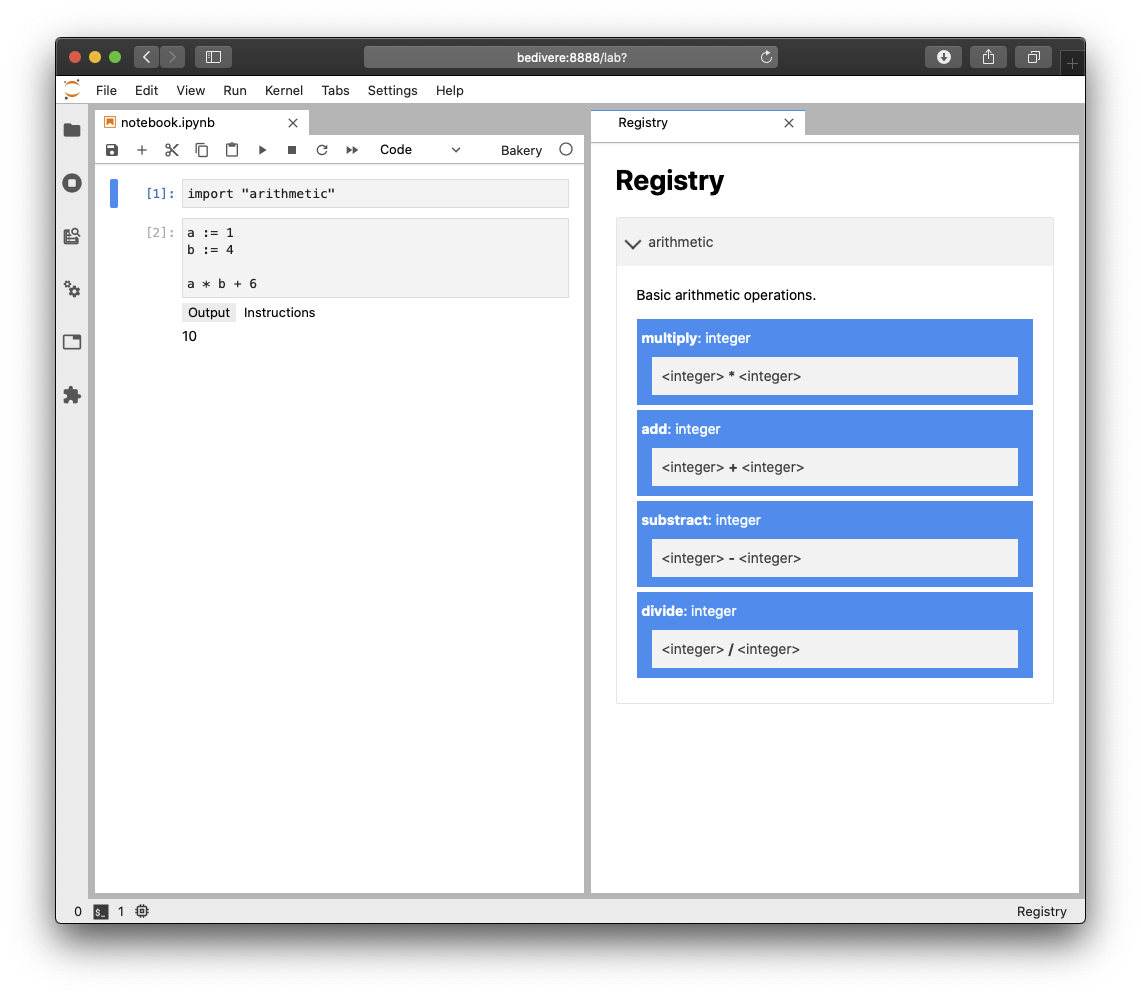 bedivere:8888/lab?
File Edit View Run Kernel Tabs Settings Help
notebook.ipynb
Code Bakery
[1]: import "arithmetic"
[2]: a := 1
b := 4
a * b + 6
Output Instructions
10
Registry
Registry
arithmetic
Basic arithmetic operations.
multiply: integer
<integer> * <integer>
add: integer
<integer> + <integer>
substract: integer
<integer> - <integer>
divide: integer
<integer> / <integer>
0 $_ 1 Registry